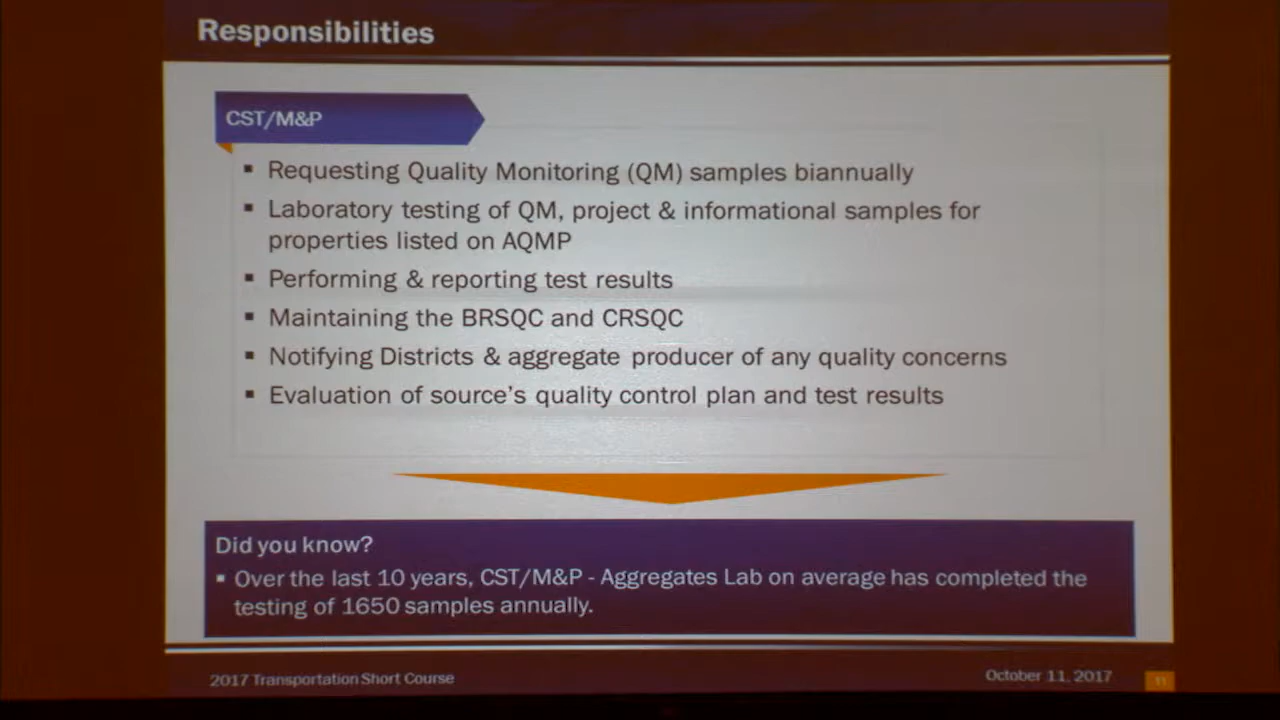 Responsibilities
CST/M&P
▪ Requesting Quality Monitoring (QM) samples biannually
▪ Laboratory testing of QM, project & informational samples for
properties listed on AQMP
▪ Performing & reporting test results
▪ Maintaining the BRSQC and CRSQC
▪ Notifying Districts & aggregate producer of any quality concerns
▪ Evaluation of source's quality control plan and test results
Did you know?
▪ Over the last 10 years, CST/M&P - Aggregates Lab on average has completed the
testing of 1650 samples annually.
2017 Transportation Short Course
October 11, 2017
11